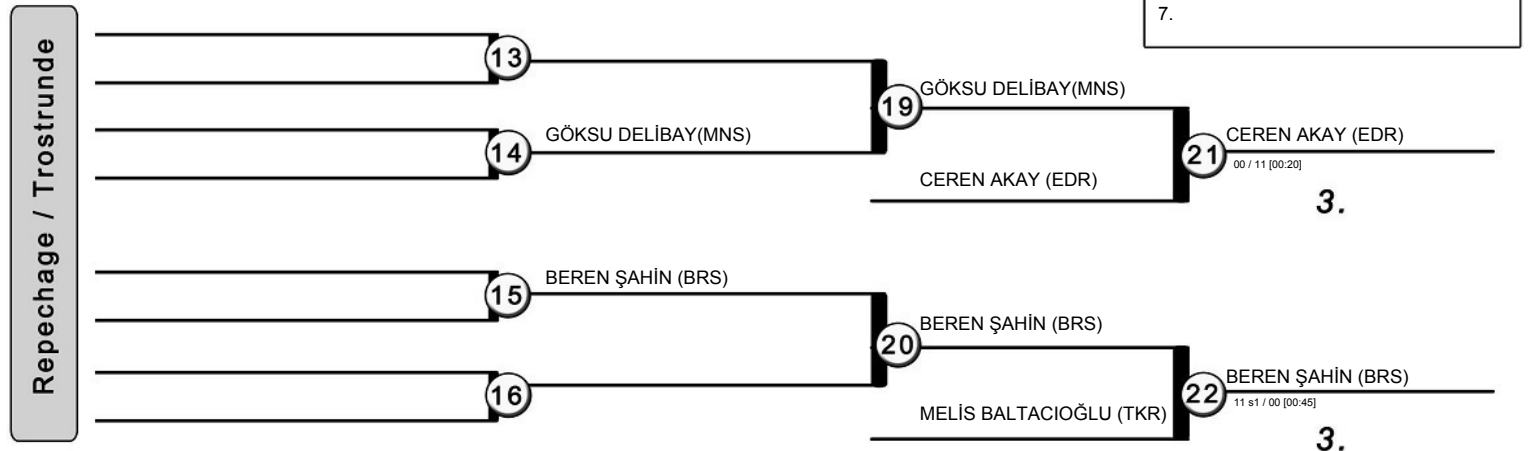 7.
Repechage / Trostrunde
13
GÖKSU DELİBAY(MNS)
19
14
GÖKSU DELİBAY(MNS)
CEREN AKAY (EDR)
21
00 / 11 [00:20]
CEREN AKAY (EDR)
3.
BEREN ŞAHİN (BRS)
15
BEREN ŞAHİN (BRS)
20
BEREN ŞAHİN (BRS)
16
22
11 s1 / 00 [00:45]
MELİS BALTACIOĞLU (TKR)
3.